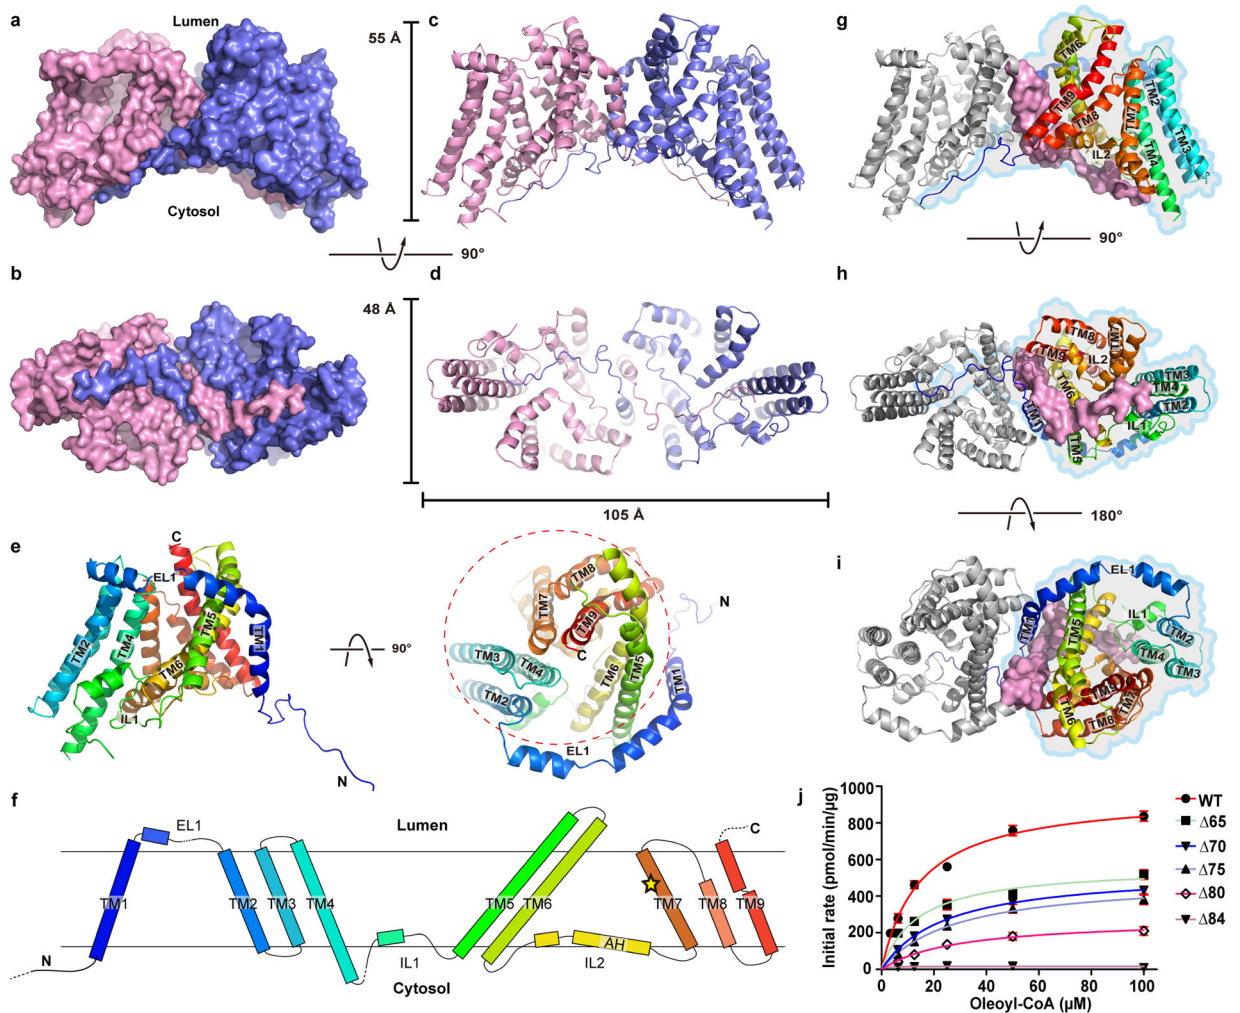 a
Lumen
Cytosol
55 Å
90°
b
48 Å
c
d
105 Å
e
C
EL1
TM2
TM4
TM5
TM1
TM6
IL1
N
90°
TM8
TM7
TM9
C
TM3
TM6
TM5
TM2
TM1
EL1
N
f
EL1
Lumen
C
TM1
TM2
TM3
TM4
TM5
TM6
TM7
TM8
TM9
N
IL1
AH
IL2
Cytosol
g
TM6
TM9
TM8
TM7
TM2
TM3
TM4
IL2
90°
h
TM8
TM7
TM9
IL2
TM6
TM3
TM4
TM2
TM1
IL1
TM5
180°
i
EL1
TM1
TM5
IL1
TM2
TM4
TM3
TM9
TM7
TM8
TM6
j
Initial rate (pmol/min/µg)
1000
800
600
400
200
0
0 20 40 60 80 100
Oleoyl-CoA (µM)
WT
Δ65
Δ70
Δ75
Δ80
Δ84